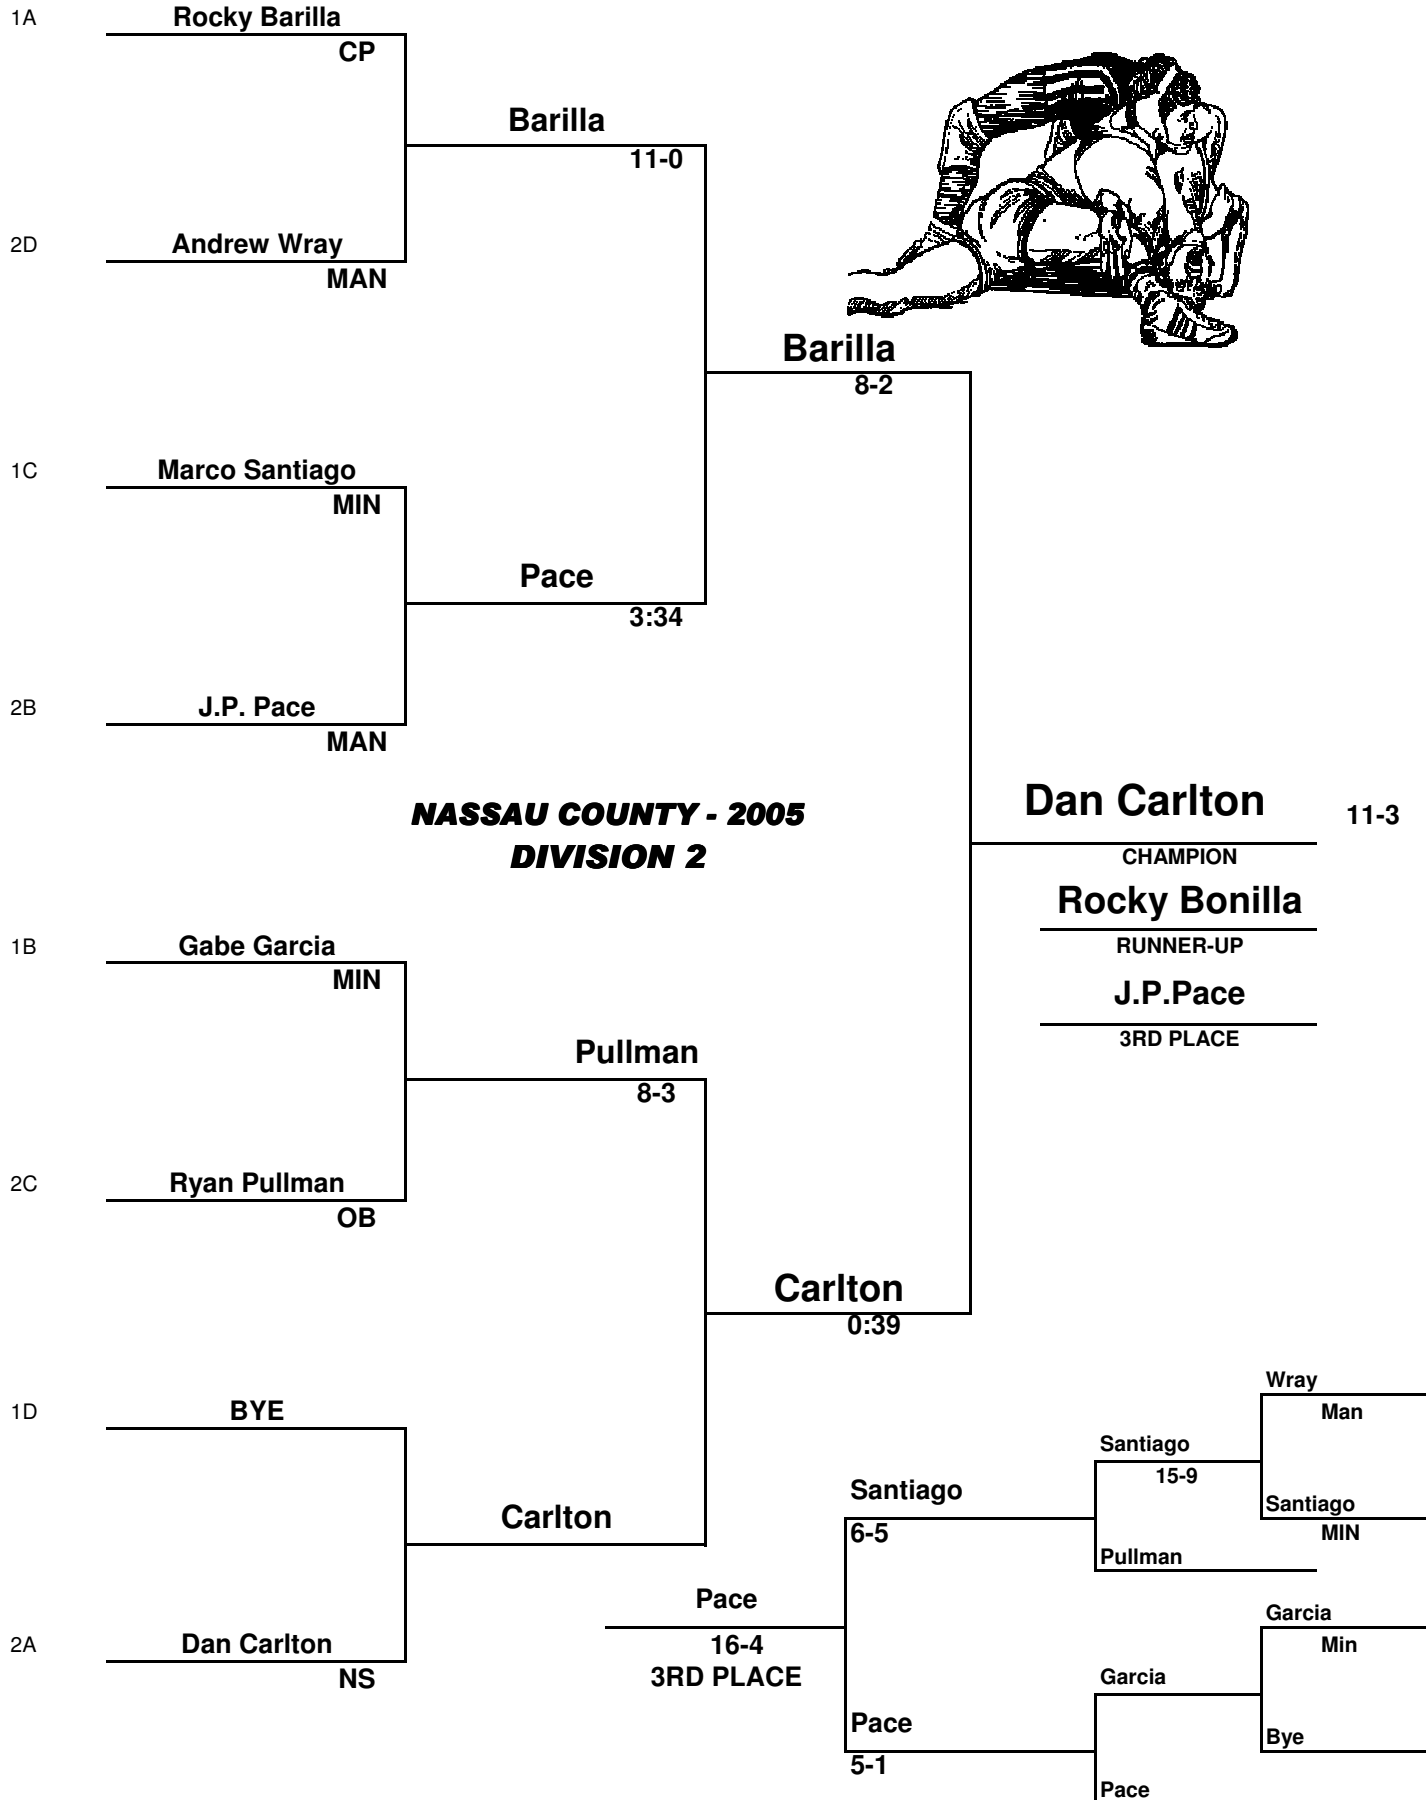 1A
Rocky Barilla
CP
Barilla
11-0
2D
Andrew Wray
MAN
Barilla
8-2
1C
Marco Santiago
MIN
Pace
3:34
2B
J.P. Pace
MAN
NASSAU COUNTY - 2005
DIVISION 2
Dan Carlton
11-3
CHAMPION
Rocky Bonilla
RUNNER-UP
J.P.Pace
3RD PLACE
1B
Gabe Garcia
MIN
Pullman
8-3
2C
Ryan Pullman
OB
Carlton
0:39
1D
BYE
Carlton
2A
Dan Carlton
NS
Wray
Man
Santiago
15-9
Santiago
MIN
Santiago
6-5
Pullman
Pace
16-4
3RD PLACE
Garcia
Min
Garcia
Bye
Pace
5-1
Pace